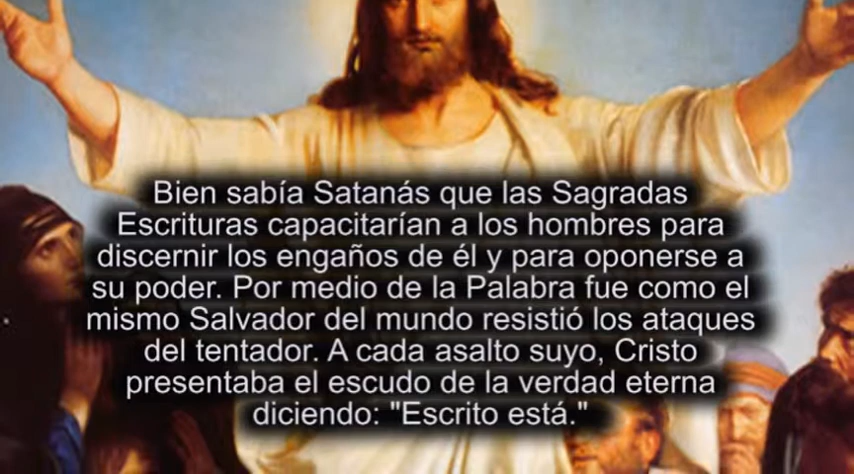 Bien sabía Satanás que las Sagradas
Escrituras capacitarían a los hombres para
discernir los engaños de él y para oponerse a
su poder. Por medio de la Palabra fue como el
mismo Salvador del mundo resistió los ataques
del tentador. A cada asalto suyo, Cristo
presentaba el escudo de la verdad eterna
diciendo: "Escrito está."